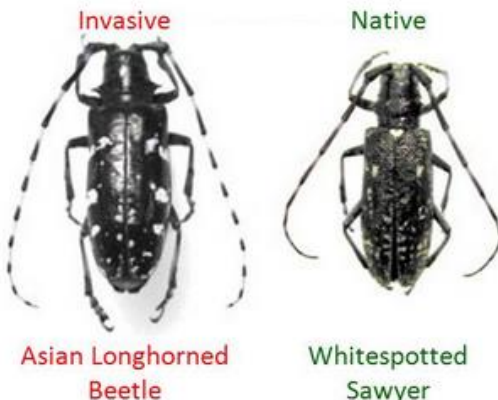 Invasive
Native
Asian Longhorned
Beetle
Whitespotted
Sawyer